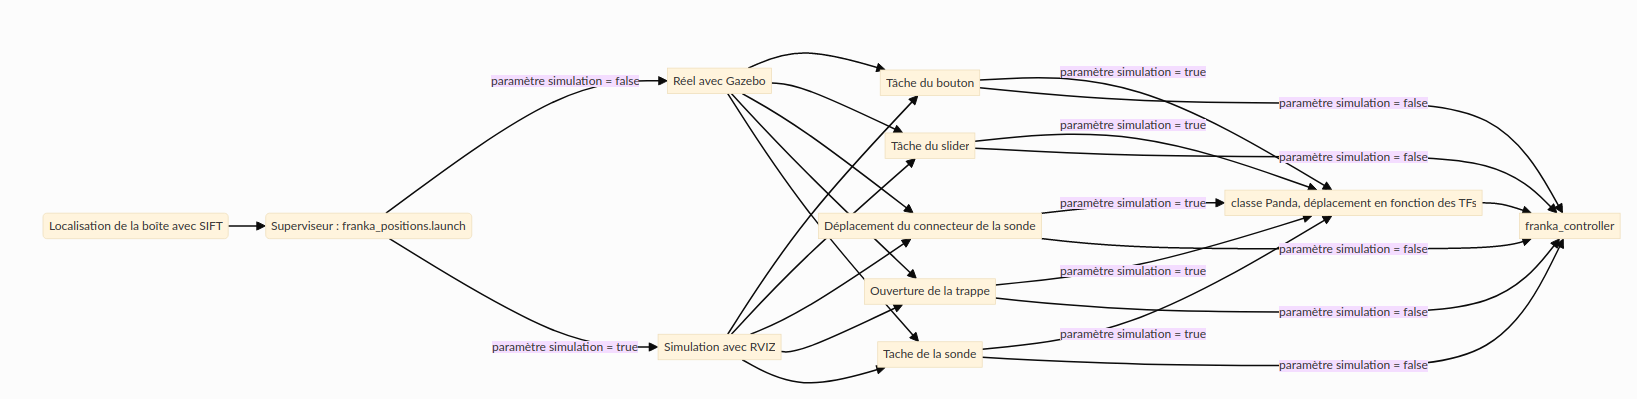 Localisation de la boîte avec SIFT
Superviseur : franka_positions.launch
paramètre simulation = false
paramètre simulation = true
Réel avec Gazebo
Simulation avec RVIZ
Tâche du bouton
Tâche du slider
Déplacement du connecteur de la sonde
Ouverture de la trappe
Tache de la sonde
paramètre simulation = true
paramètre simulation = false
paramètre simulation = true
paramètre simulation = false
paramètre simulation = true
paramètre simulation = false
paramètre simulation = true
paramètre simulation = false
paramètre simulation = true
paramètre simulation = false
classe Panda, déplacement en fonction des TFs
franka_controller